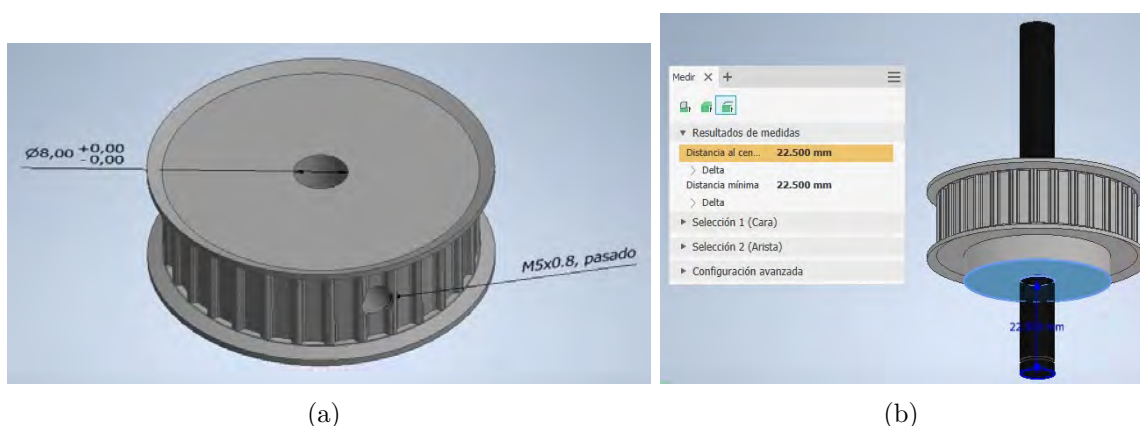 Ø8,00 +0,00
-0,00
M5x0.8, pasado
(a)
Medir × +
Resultados de medidas
Distancia al cen... 22.500 mm
Delta
Distancia mínima 22.500 mm
Delta
Selección 1 (Cara)
Selección 2 (Arista)
Configuración avanzada
(b)